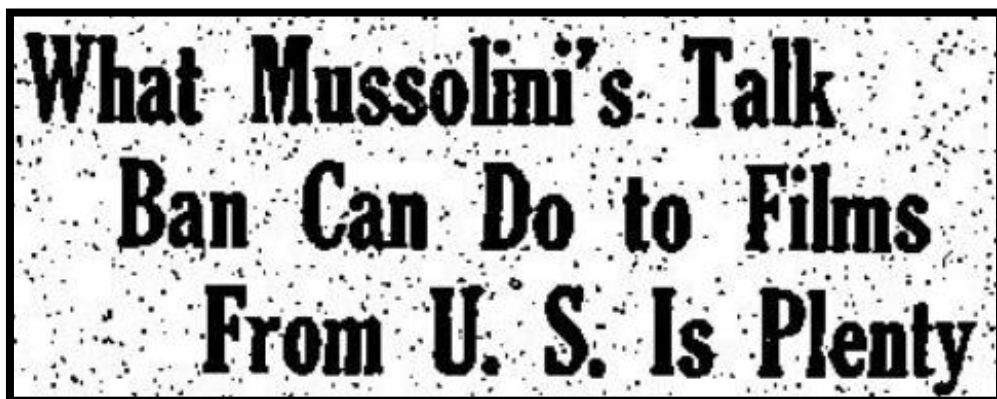 What Mussolini's Talk
Ban Can Do to Films
From U. S. Is Plenty